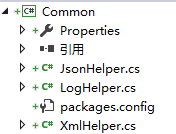 C# Common
Properties
引用
C# JsonHelper.cs
C# LogHelper.cs
packages.config
C# XmlHelper.cs